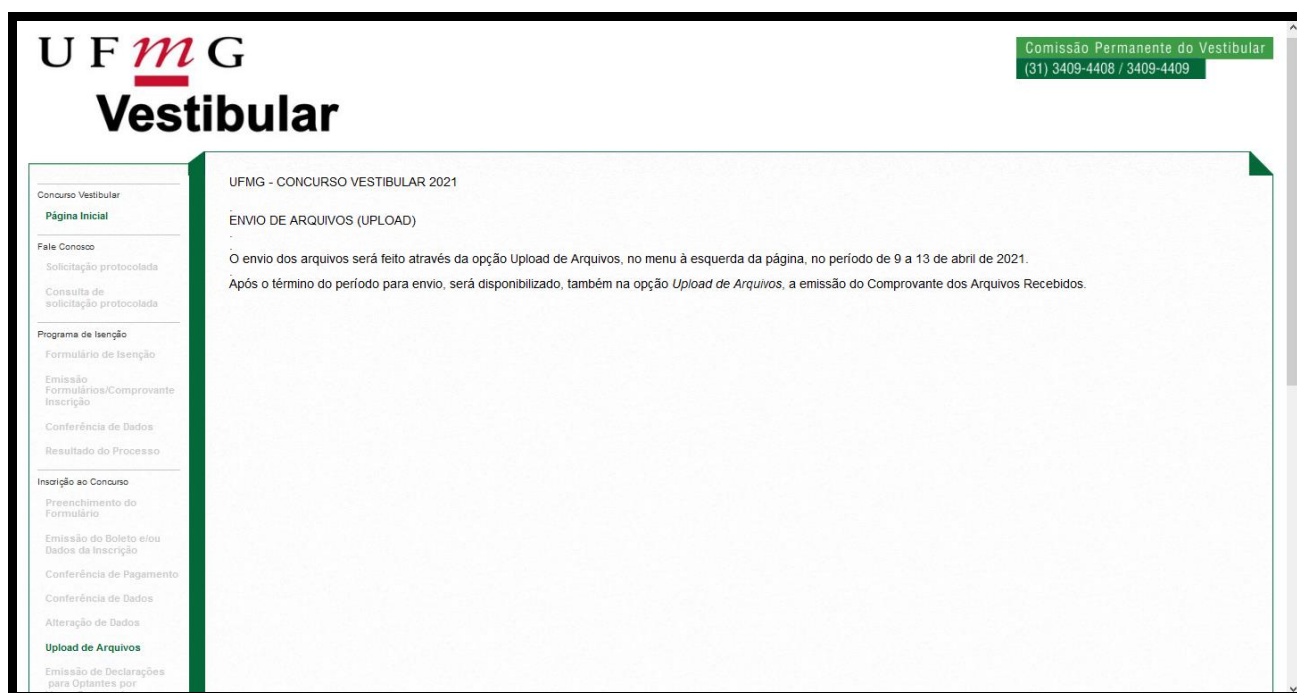 UFmG
Vestibular
Comissão Permanente do Vestibular
(31) 3409-4408 / 3409-4409
Concurso Vestibular
Página Inicial
Fale Conosco
Solicitação protocolada
Consulta de
solicitação protocolada
Programa de Isenção
Formulário de Isenção
Emissão
Formulários/Comprovante
Inscrição
Conferência de Dados
Resultado do Processo
Inscrição ao Concurso
Preenchimento do
Formulário
Emissão do Boleto e/ou
Dados da Inscrição
Conferência de Pagamento
Conferência de Dados
Alteração de Dados
Upload de Arquivos
Emissão de Declarações
para Optantes por
UFMG - CONCURSO VESTIBULAR 2021
.
ENVIO DE ARQUIVOS (UPLOAD)
.
.
O envio dos arquivos será feito através da opção Upload de Arquivos, no menu à esquerda da página, no período de 9 a 13 de abril de 2021.
.
Após o término do período para envio, será disponibilizado, também na opção Upload de Arquivos, a emissão do Comprovante dos Arquivos Recebidos.